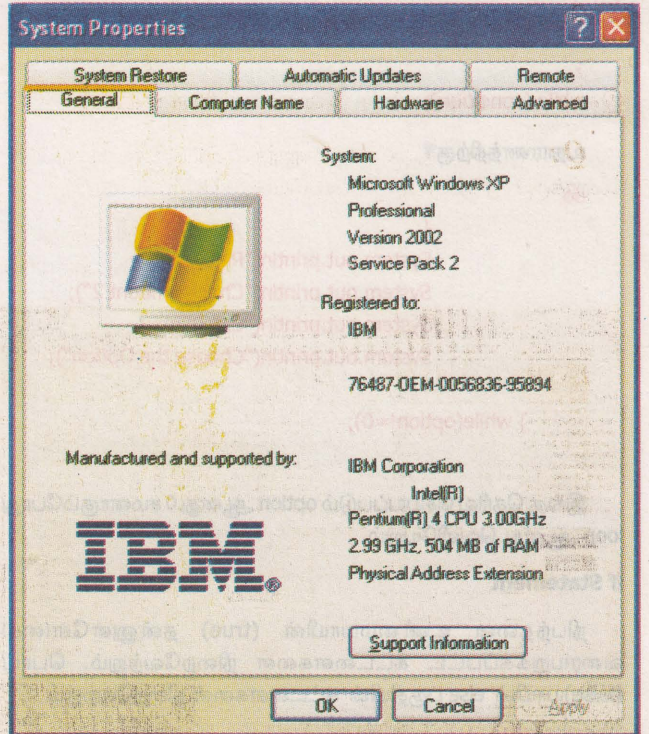 System Properties
System Restore Automatic Updates Remote
General Computer Name Hardware Advanced
System:
Microsoft Windows XP
Professional
Version 2002
Service Pack 2
Registered to:
IBM
76487-OEM-0056836-95894
Manufactured and supported by:
IBM Corporation
Intel(R)
Pentium(R) 4 CPU 3.00GHz
2.99 GHz, 504 MB of RAM
Physical Address Extension
IBM®
Support Information
OK Cancel Apply
} while(option!=0);
if Statement